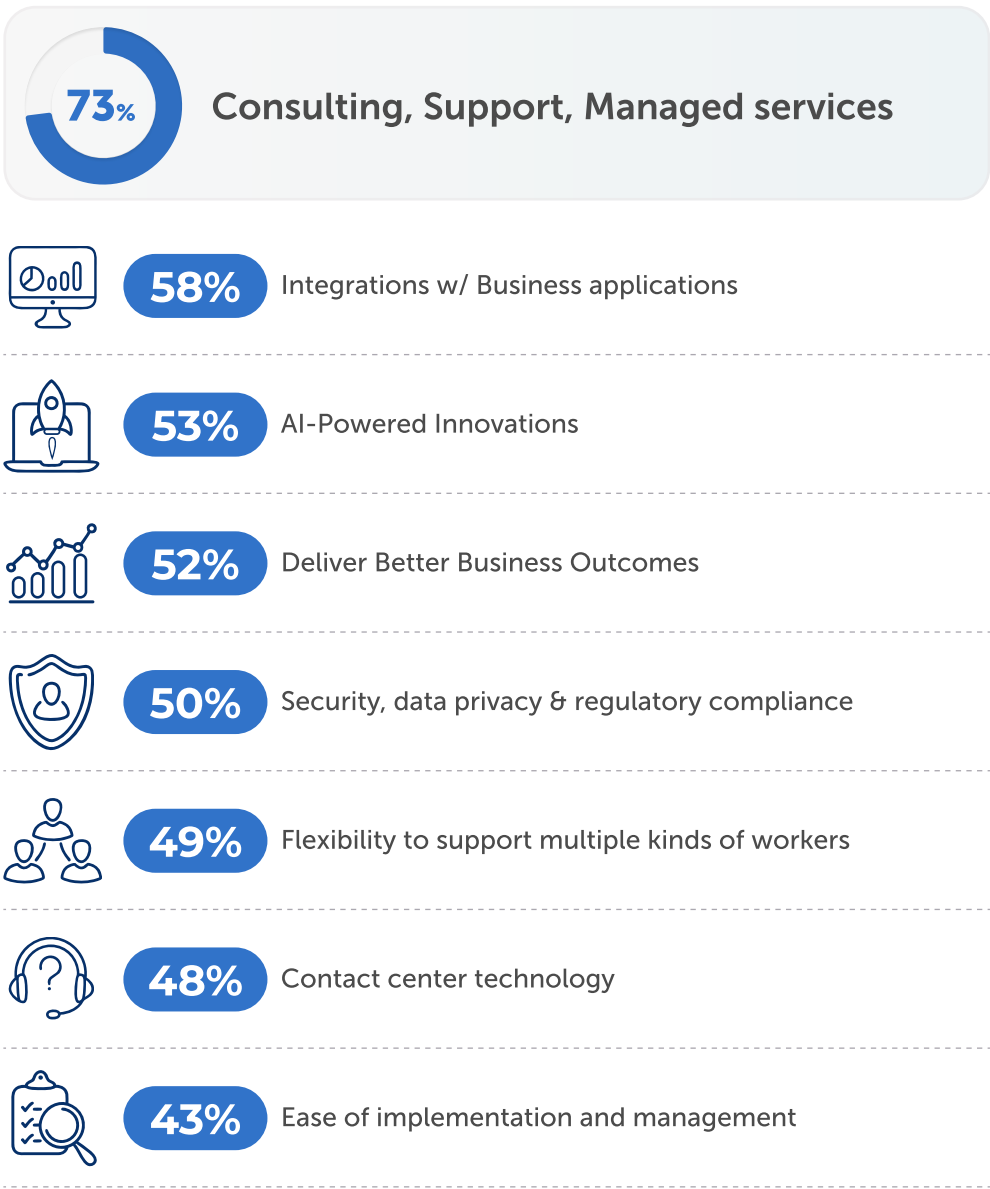 73%
Consulting, Support, Managed services
58%
Integrations w/ Business applications
53%
AI-Powered Innovations
52%
Deliver Better Business Outcomes
50%
Security, data privacy & regulatory compliance
49%
Flexibility to support multiple kinds of workers
?
48%
Contact center technology
43%
Ease of implementation and management